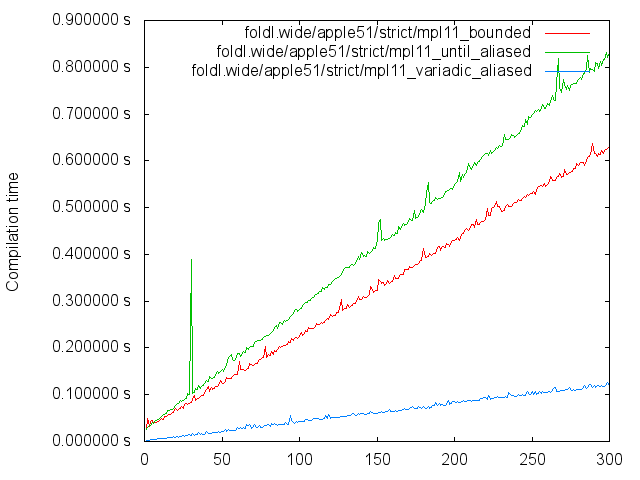 0.900000 s
0.800000 s
0.700000 s
0.600000 s
0.500000 s
0.400000 s
0.300000 s
0.200000 s
0.100000 s
0.000000 s
Compilation time
foldl.wide/apple51/strict/mpl11_bounded
foldl.wide/apple51/strict/mpl11_until_aliased
foldl.wide/apple51/strict/mpl11_variadic_aliased
0 50 100 150 200 250 300